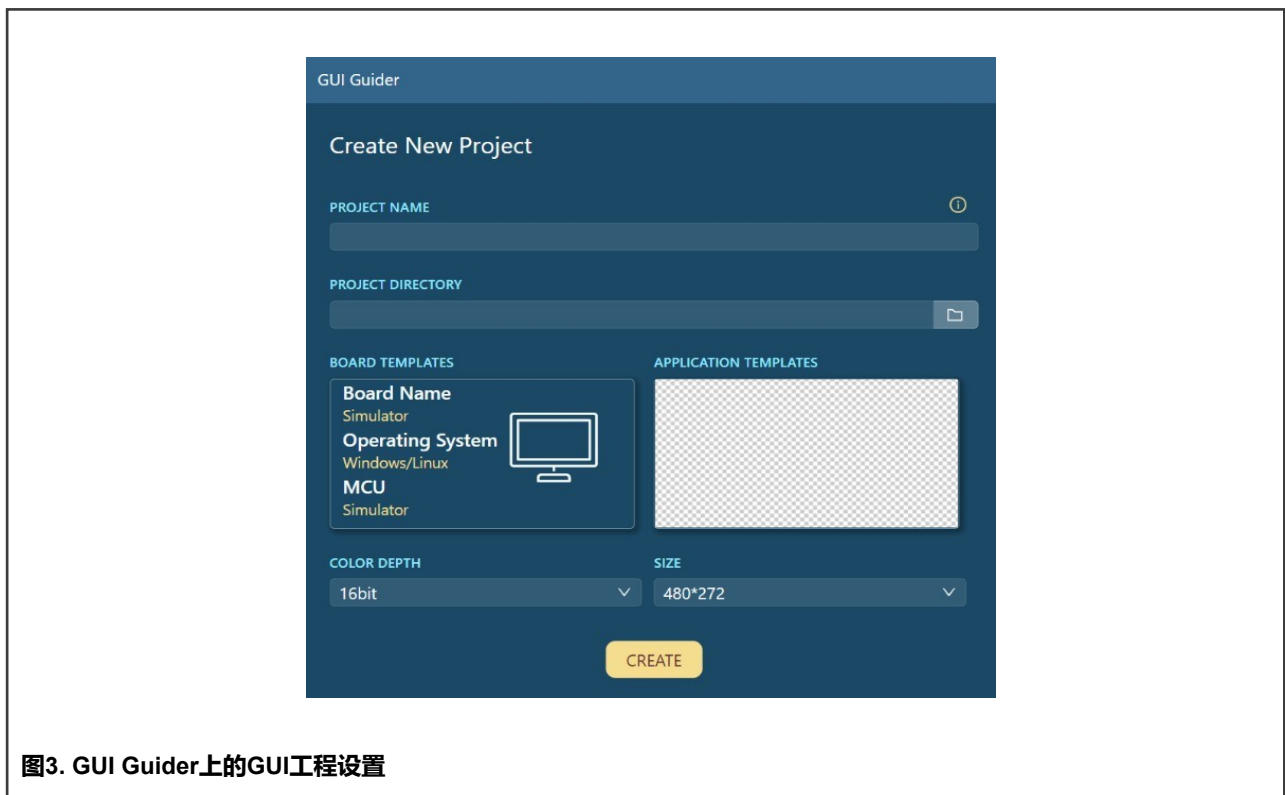 GUI Guider
Create New Project
PROJECT NAME
PROJECT DIRECTORY
BOARD TEMPLATES
APPLICATION TEMPLATES
Board Name
Simulator
Operating System
Windows/Linux
MCU
Simulator
COLOR DEPTH
SIZE
16bit
480*272
CREATE
图3. GUI Guider上的GUI工程设置